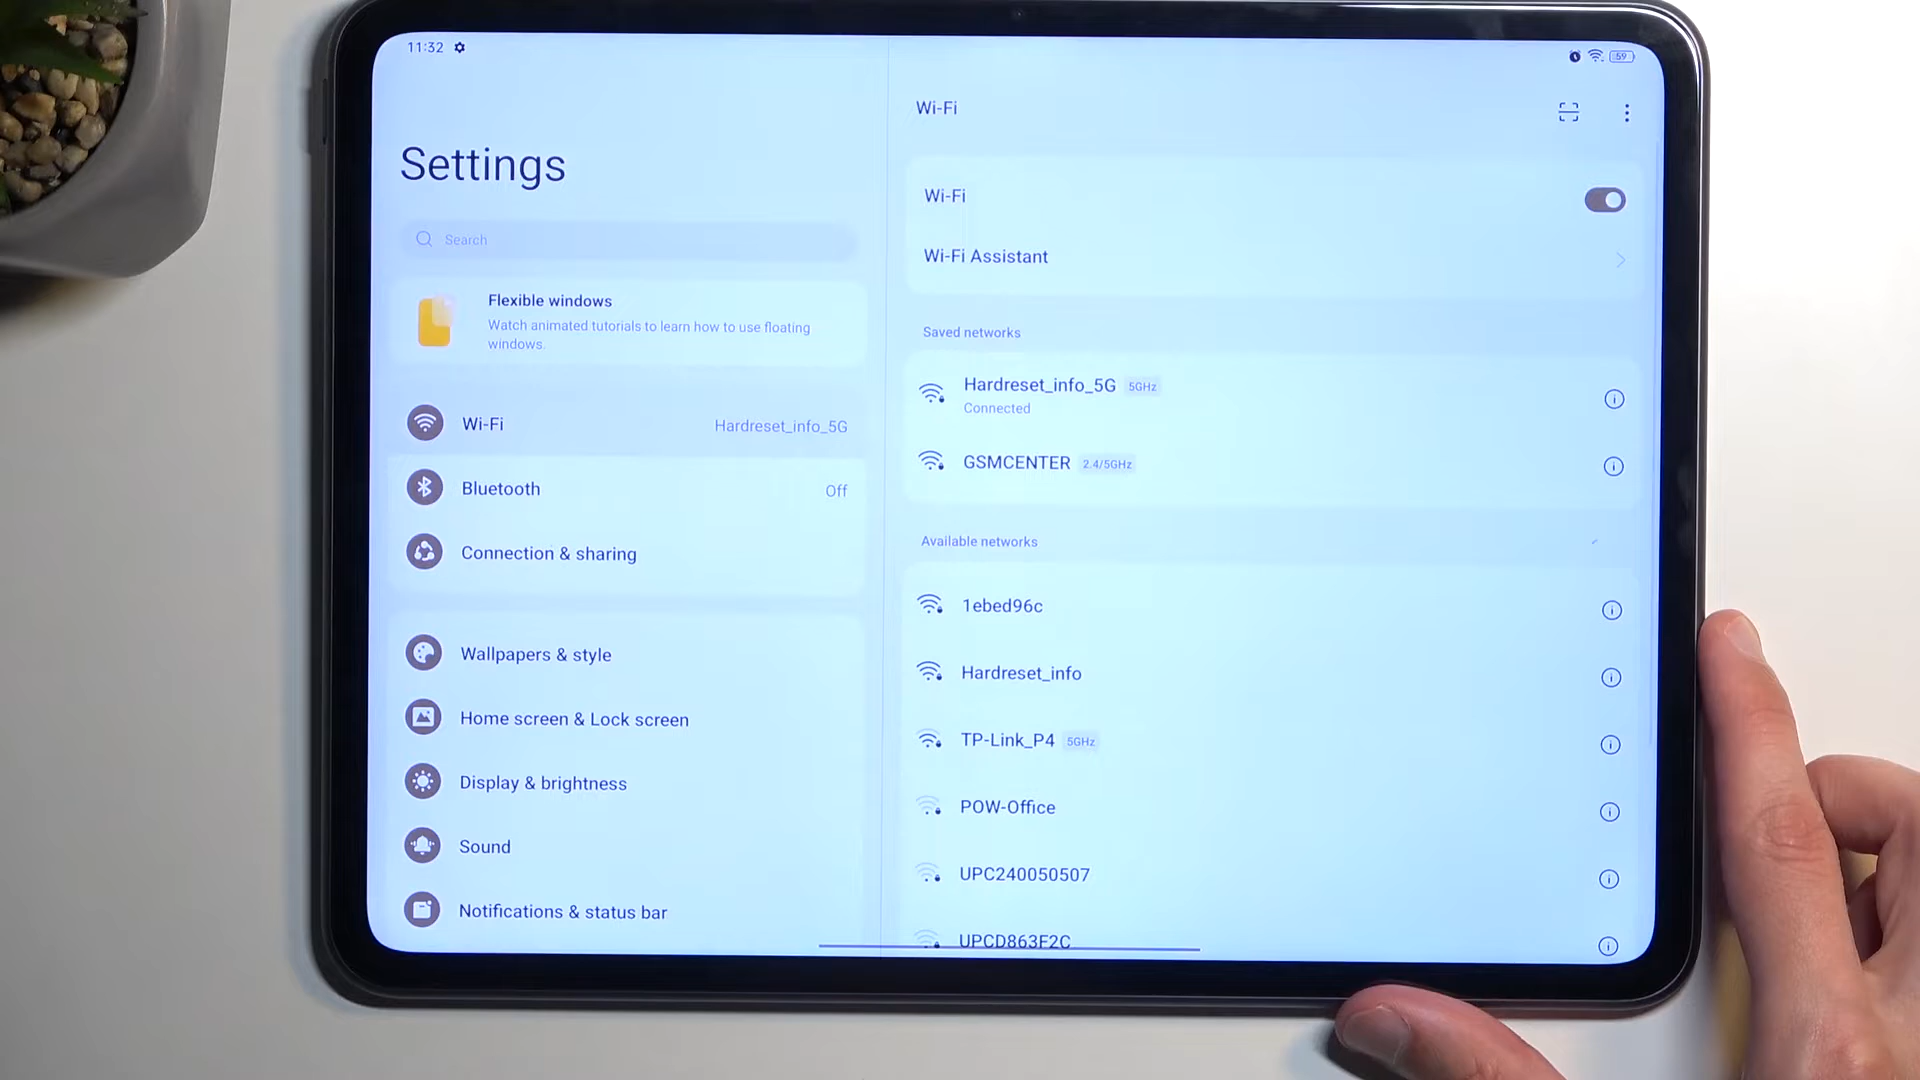 11:32
59
Settings
Search
Flexible windows
Watch animated tutorials to learn how to use floating
windows.
Wi-Fi
Hardreset_info_5G
Bluetooth
Off
Connection & sharing
Wallpapers & style
Home screen & Lock screen
Display & brightness
Sound
Notifications & status bar
Wi-Fi
Wi-Fi
Wi-Fi Assistant
Saved networks
Hardreset_info_5G 5GHz
Connected
GSMCENTER 2.4/5GHz
Available networks
1ebed96c
Hardreset_info
TP-Link_P4 5GHz
POW-Office
UPC240050507
UPCD863F2C